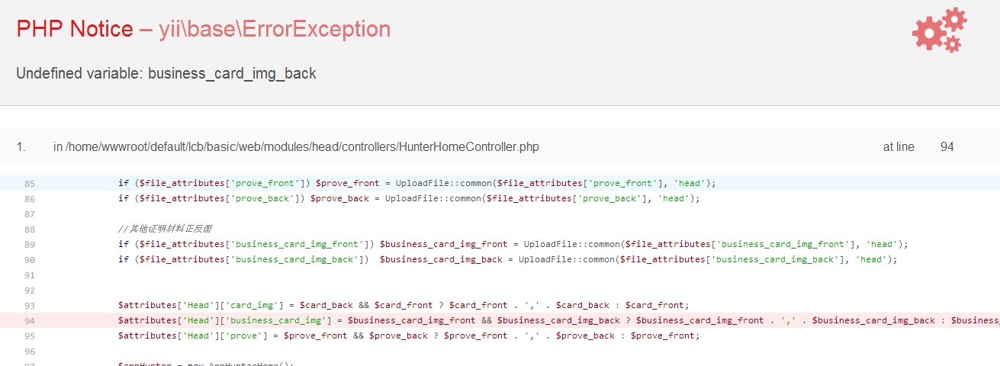 PHP Notice – yii\base\ErrorException
Undefined variable: business_card_img_back
1. in /home/wwwroot/default/lcb/basic/web/modules/head/controllers/HunterHomeController.php at line 94
85 if ($file_attributes['prove_front']) $prove_front = UploadFile::common($file_attributes['prove_front'], 'head');
86 if ($file_attributes['prove_back']) $prove_back = UploadFile::common($file_attributes['prove_back'], 'head');
87
88 //其他证明材料正反面
89 if ($file_attributes['business_card_img_front']) $business_card_img_front = UploadFile::common($file_attributes['business_card_img_front'], 'head');
90 if ($file_attributes['business_card_img_back'])  $business_card_img_back = UploadFile::common($file_attributes['business_card_img_back'], 'head');
91
92
93 $attributes['Head']['card_img'] = $card_back && $card_front ? $card_front . ',' . $card_back : $card_front;
94 $attributes['Head']['business_card_img'] = $business_card_img_front && $business_card_img_back ? $business_card_img_front . ',' . $business_card_img_back : $business
95 $attributes['Head']['prove'] = $prove_front && $prove_back ? $prove_front . ',' . $prove_back : $prove_front;
96
97 $appHunter = new AppHunterHome();